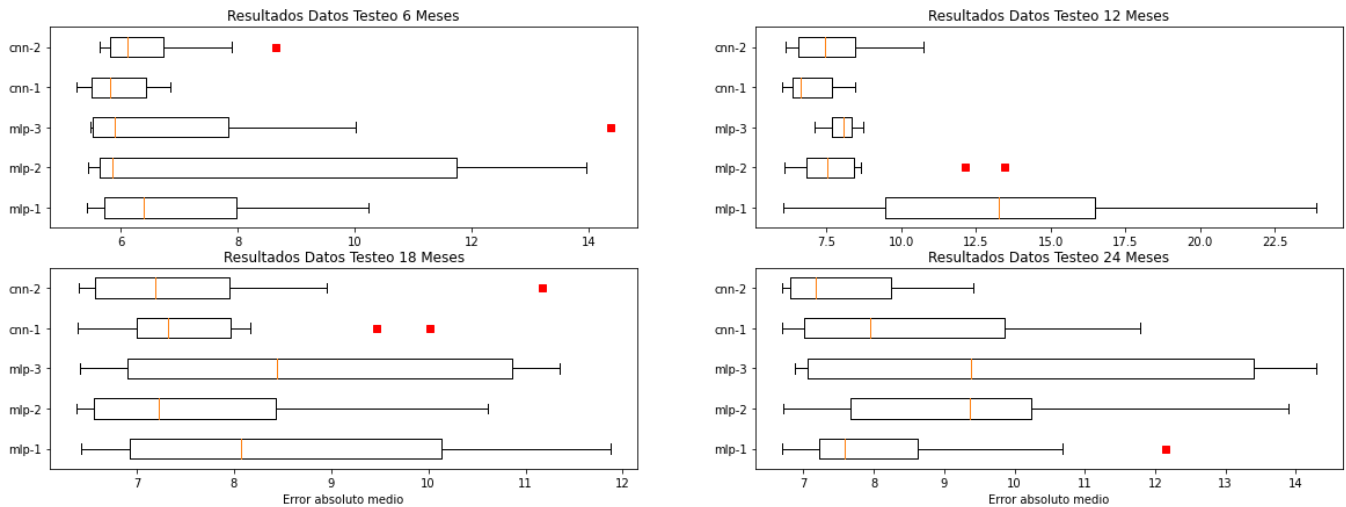 Resultados Datos Testeo 6 Meses
cnn-2
cnn-1
mlp-3
mlp-2
mlp-1
6 8 10 12 14
Resultados Datos Testeo 12 Meses
cnn-2
cnn-1
mlp-3
mlp-2
mlp-1
7.5 10.0 12.5 15.0 17.5 20.0 22.5
Resultados Datos Testeo 18 Meses
cnn-2
cnn-1
mlp-3
mlp-2
mlp-1
7 8 9 10 11 12
Error absoluto medio
Resultados Datos Testeo 24 Meses
cnn-2
cnn-1
mlp-3
mlp-2
mlp-1
7 8 9 10 11 12 13 14
Error absoluto medio